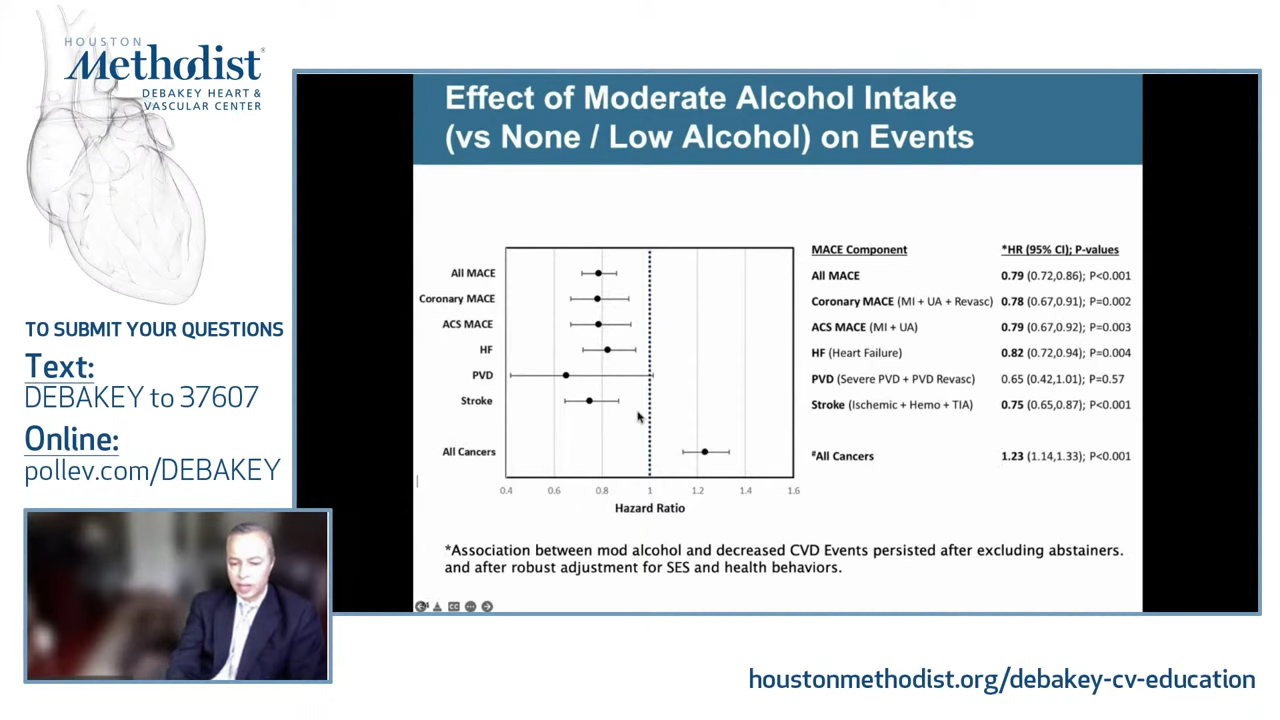 HOUSTON
Methodist®
DEBAKEY HEART &
VASCULAR CENTER
TO SUBMIT YOUR QUESTIONS
Text:
DEBAKEY to 37607
Online:
pollev.com/DEBAKEY
Effect of Moderate Alcohol Intake
(vs None / Low Alcohol) on Events
All MACE
Coronary MACE
ACS MACE
HF
PVD
Stroke
All Cancers
0.4 0.6 0.8 1 1.2 1.4 1.6
Hazard Ratio
MACE Component *HR (95% CI); P-values
All MACE 0.79 (0.72,0.86); P<0.001
Coronary MACE (MI + UA + Revasc) 0.78 (0.67,0.91); P=0.002
ACS MACE (MI + UA) 0.79 (0.67,0.92); P=0.003
HF (Heart Failure) 0.82 (0.72,0.94); P=0.004
PVD (Severe PVD + PVD Revasc) 0.65 (0.42,1.01); P=0.57
Stroke (Ischemic + Hemo + TIA) 0.75 (0.65,0.87); P<0.001
#All Cancers 1.23 (1.14,1.33); P<0.001
*Association between mod alcohol and decreased CVD Events persisted after excluding abstainers.
and after robust adjustment for SES and health behaviors.
houstonmethodist.org/debakey-cv-education